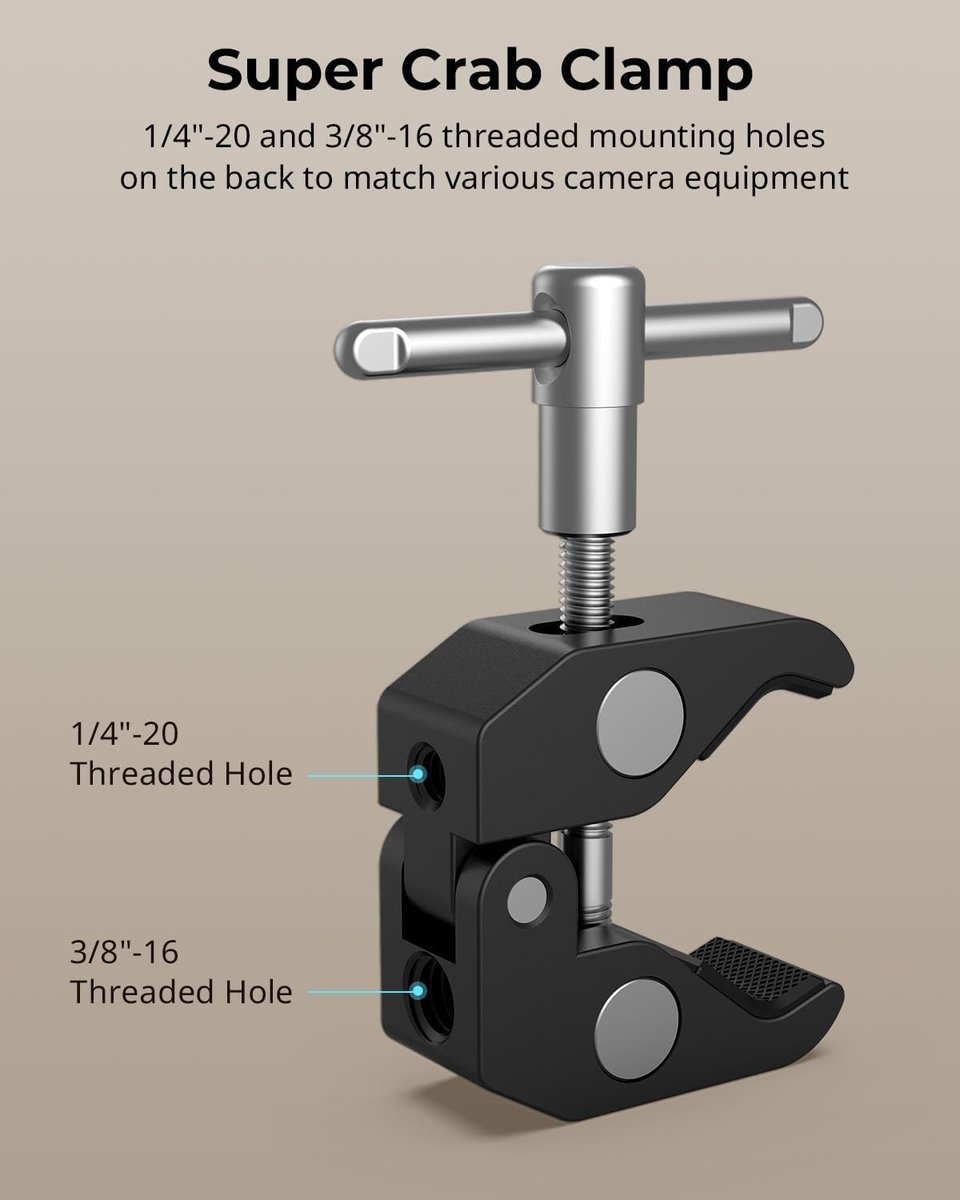 Super Crab Clamp
1/4"-20 and 3/8"-16 threaded mounting holes
on the back to match various camera equipment
1/4"-20
Threaded Hole
3/8"-16
Threaded Hole